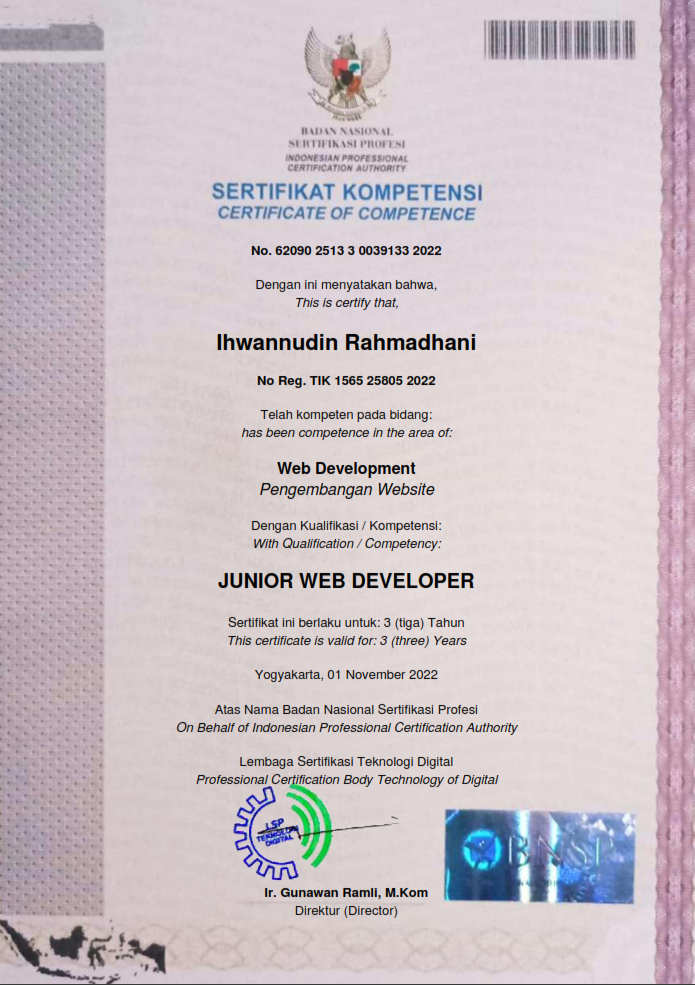 BADAN NASIONAL
SERTIFIKASI PROFESI
INDONESIAN PROFESSIONAL
CERTIFICATION AUTHORITY
SERTIFIKAT KOMPETENSI
CERTIFICATE OF COMPETENCE
No. 62090 2513 3 0039133 2022
Dengan ini menyatakan bahwa,
This is certify that,
Ihwannudin Rahmadhani
No Reg. TIK 1565 25805 2022
Telah kompeten pada bidang:
has been competence in the area of:
Web Development
Pengembangan Website
Dengan Kualifikasi / Kompetensi:
With Qualification / Competency:
JUNIOR WEB DEVELOPER
Sertifikat ini berlaku untuk: 3 (tiga) Tahun
This certificate is valid for: 3 (three) Years
Yogyakarta, 01 November 2022
Atas Nama Badan Nasional Sertifikasi Profesi
On Behalf of Indonesian Professional Certification Authority
Lembaga Sertifikasi Teknologi Digital
Professional Certification Body Technology of Digital
LSP
TEKNOLOGI
DIGITAL
BNSP
Ir. Gunawan Ramli, M.Kom
Direktur (Director)